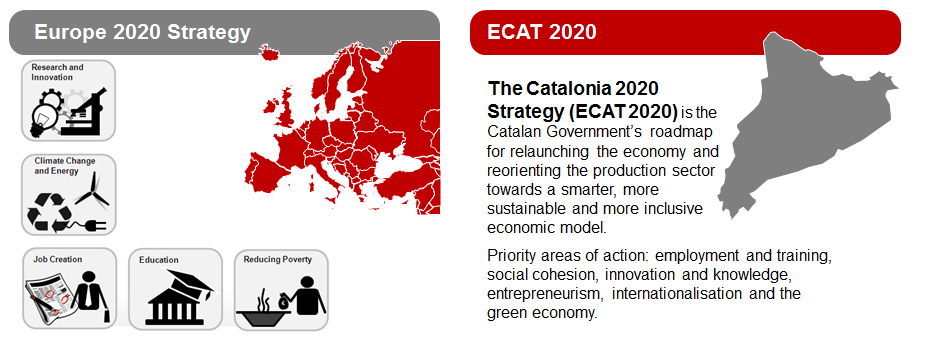 Europe 2020 Strategy
Research and
Innovation
Climate Change
and Energy
Job Creation
Education
Reducing Poverty
ECAT 2020
The Catalonia 2020
Strategy (ECAT 2020) is the
Catalan Government’s roadmap
for relaunching the economy and
reorienting the production sector
towards a smarter, more
sustainable and more inclusive
economic model.
Priority areas of action: employment and training,
social cohesion, innovation and knowledge,
entrepreneurism, internationalisation and the
green economy.